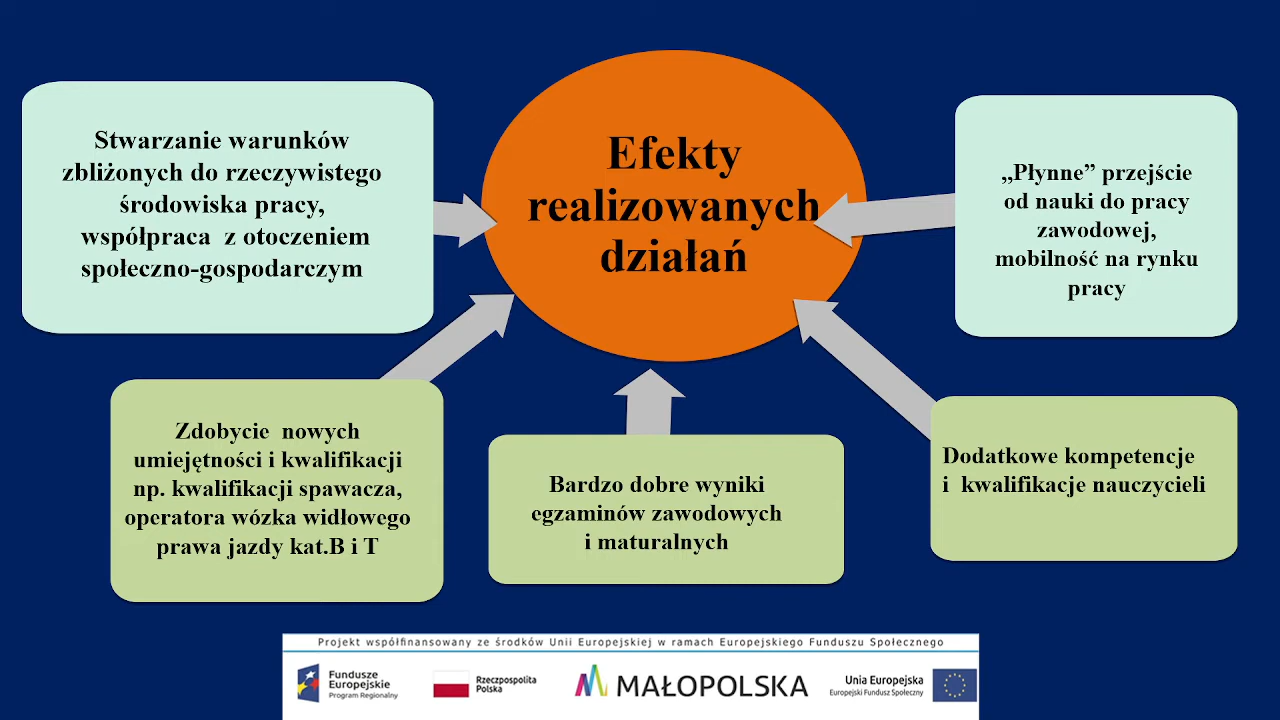 Efekty
realizowanych
działań
Stwarzanie warunków
zbliżonych do rzeczywistego
środowiska pracy,
współpraca z otoczeniem
społeczno-gospodarczym
„Płynne” przejście
od nauki do pracy
zawodowej,
mobilność na rynku
pracy
Zdobycie nowych
umiejętności i kwalifikacji
np. kwalifikacji spawacza,
operatora wózka widłowego
prawa jazdy kat.B i T
Bardzo dobre wyniki
egzaminów zawodowych
i maturalnych
Dodatkowe kompetencje
i kwalifikacje nauczycieli
Projekt współfinansowany ze środków Unii Europejskiej w ramach Europejskiego Funduszu Społecznego
Fundusze
Europejskie
Program Regionalny
Rzeczpospolita
Polska
MAŁOPOLSKA
Unia Europejska
Europejski Fundusz Społeczny